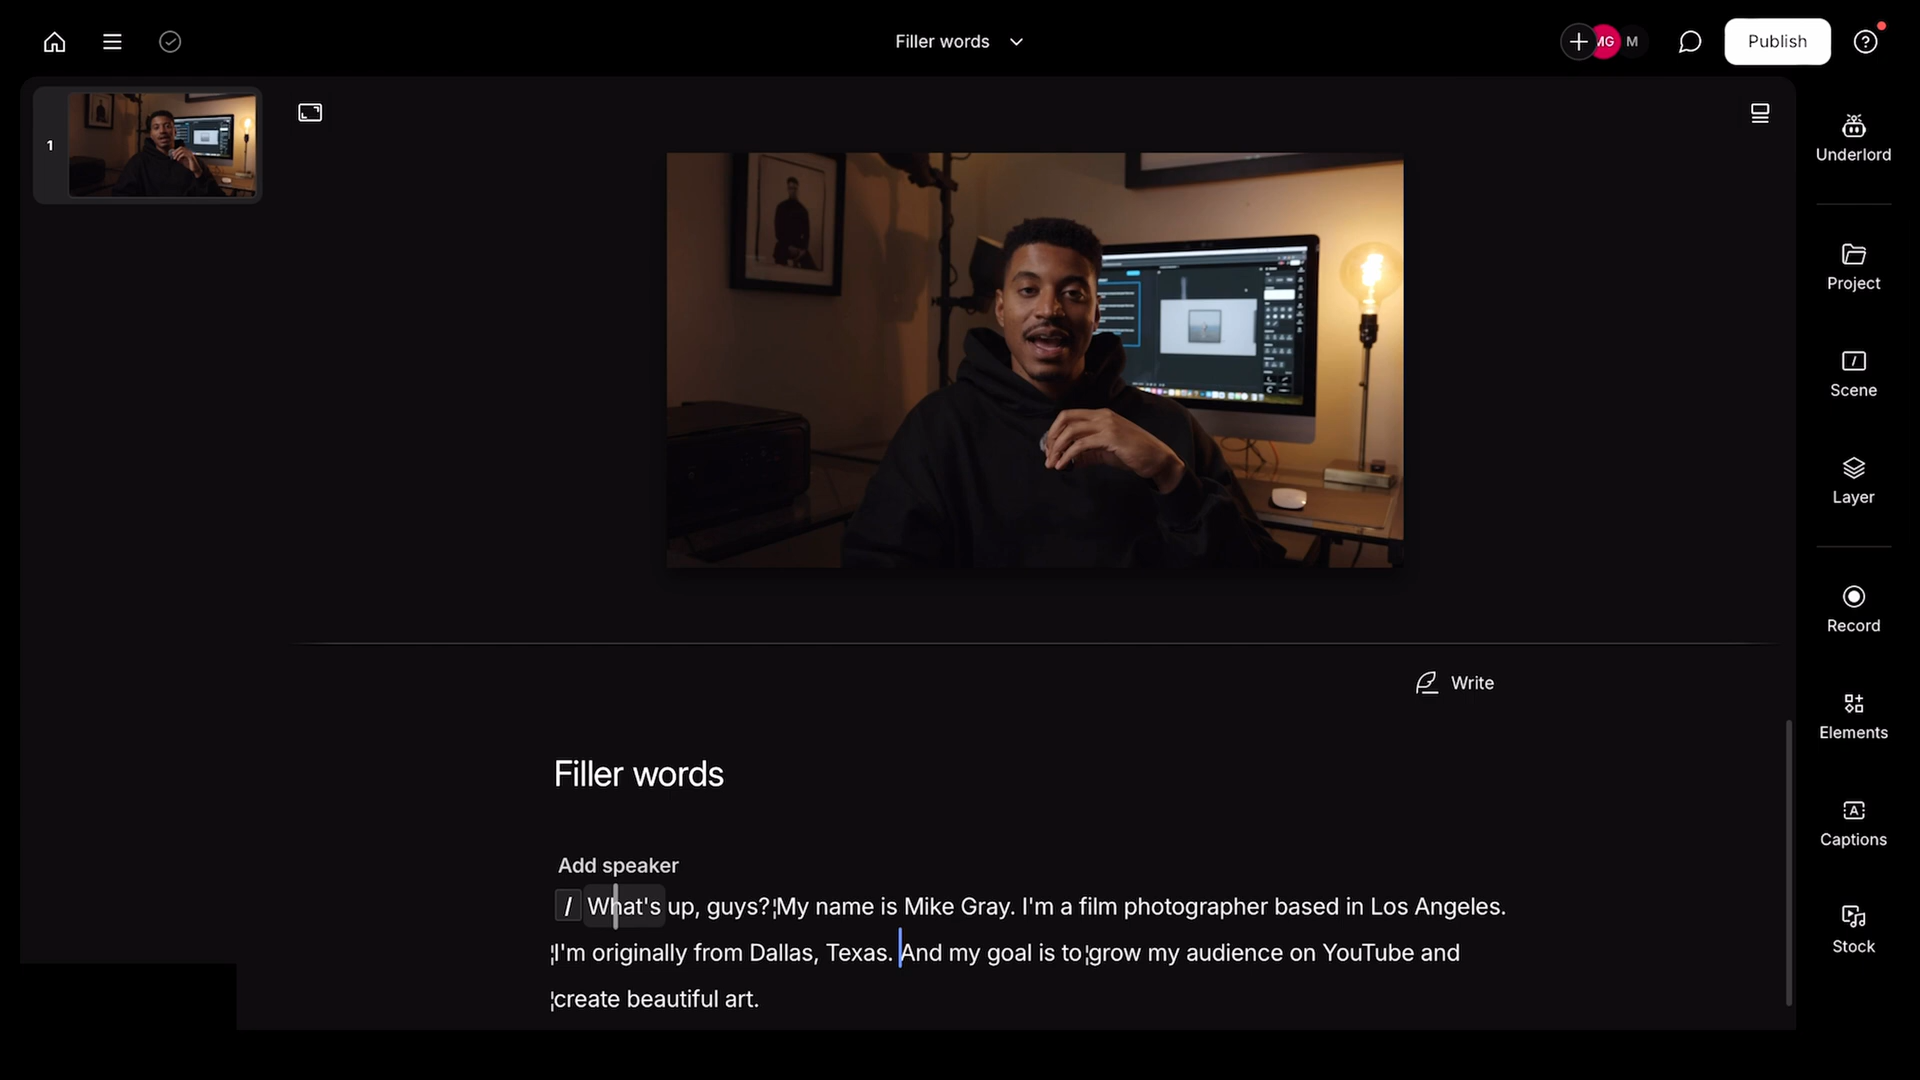 Filler words
MG
M
Publish
1
Underlord
Project
Scene
Layer
Record
Elements
Captions
Stock
Write
Filler words
Add speaker
/ What's up, guys?¦My name is Mike Gray. I'm a film photographer based in Los Angeles.
¦I'm originally from Dallas, Texas. And my goal is to¦grow my audience on YouTube and
¦create beautiful art.